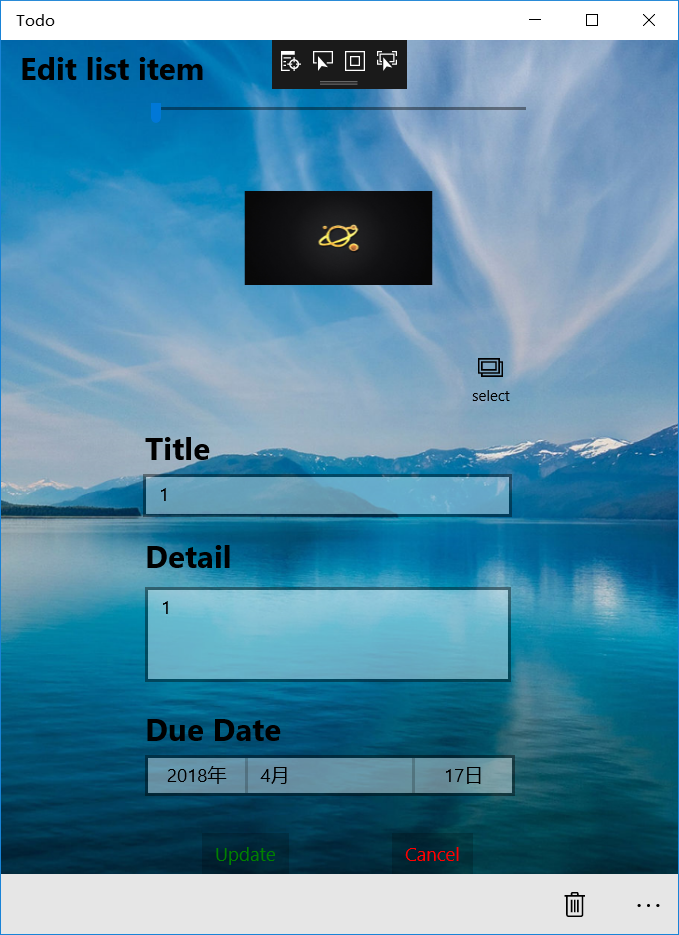 Todo
Edit list item
select
Title
1
Detail
1
Due Date
2018年 4月 17日
Update Cancel